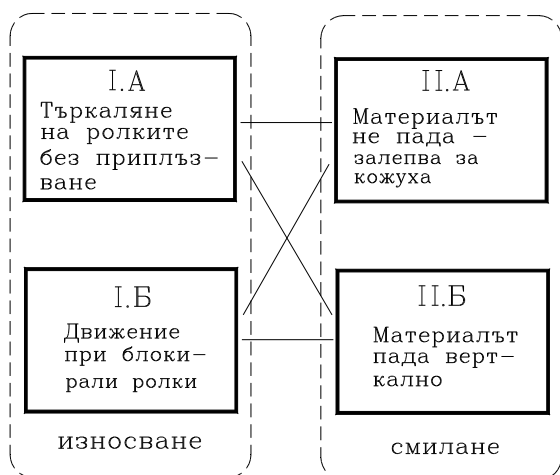 I.А
Търкаляне
на ролките
без приплъз–
ване
I.Б
Движение
при блоки–
рали ролки
износване
II.А
Материалът
не пада –
залепва за
кожуха
II.Б
Материалът
пада верт–
кално
смилане